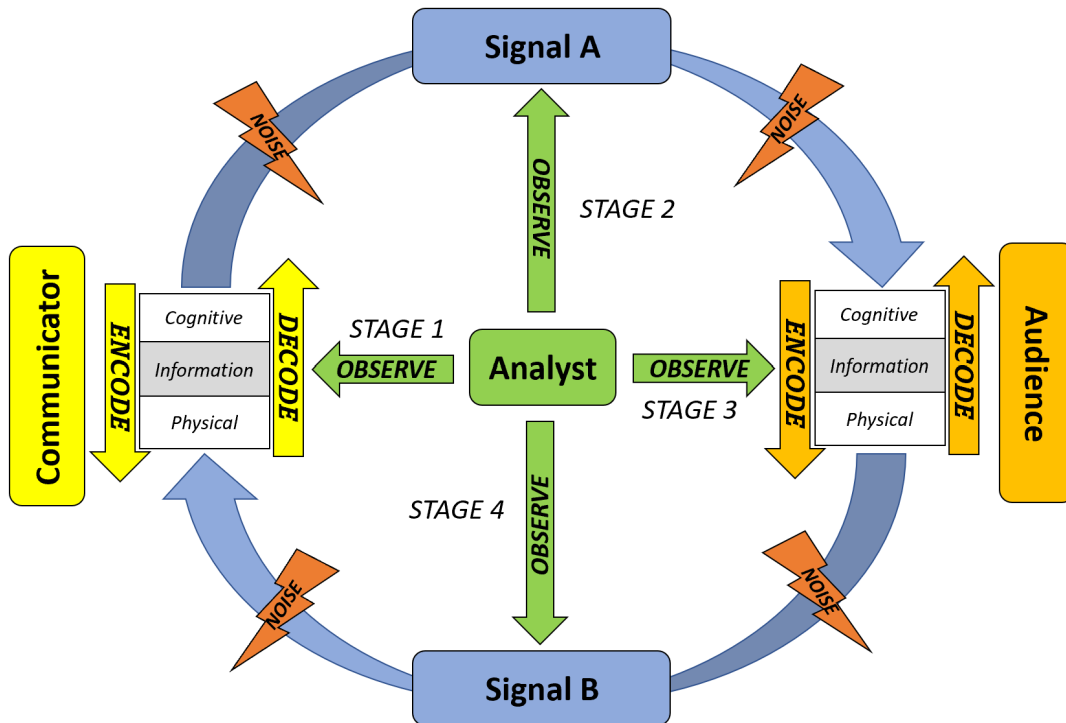 Signal A
NOISE
NOISE
OBSERVE
STAGE 2
Communicator
ENCODE
Cognitive
Information
Physical
DECODE
STAGE 1
OBSERVE
Analyst
OBSERVE
STAGE 3
ENCODE
Cognitive
Information
Physical
DECODE
Audience
STAGE 4
OBSERVE
NOISE
NOISE
Signal B